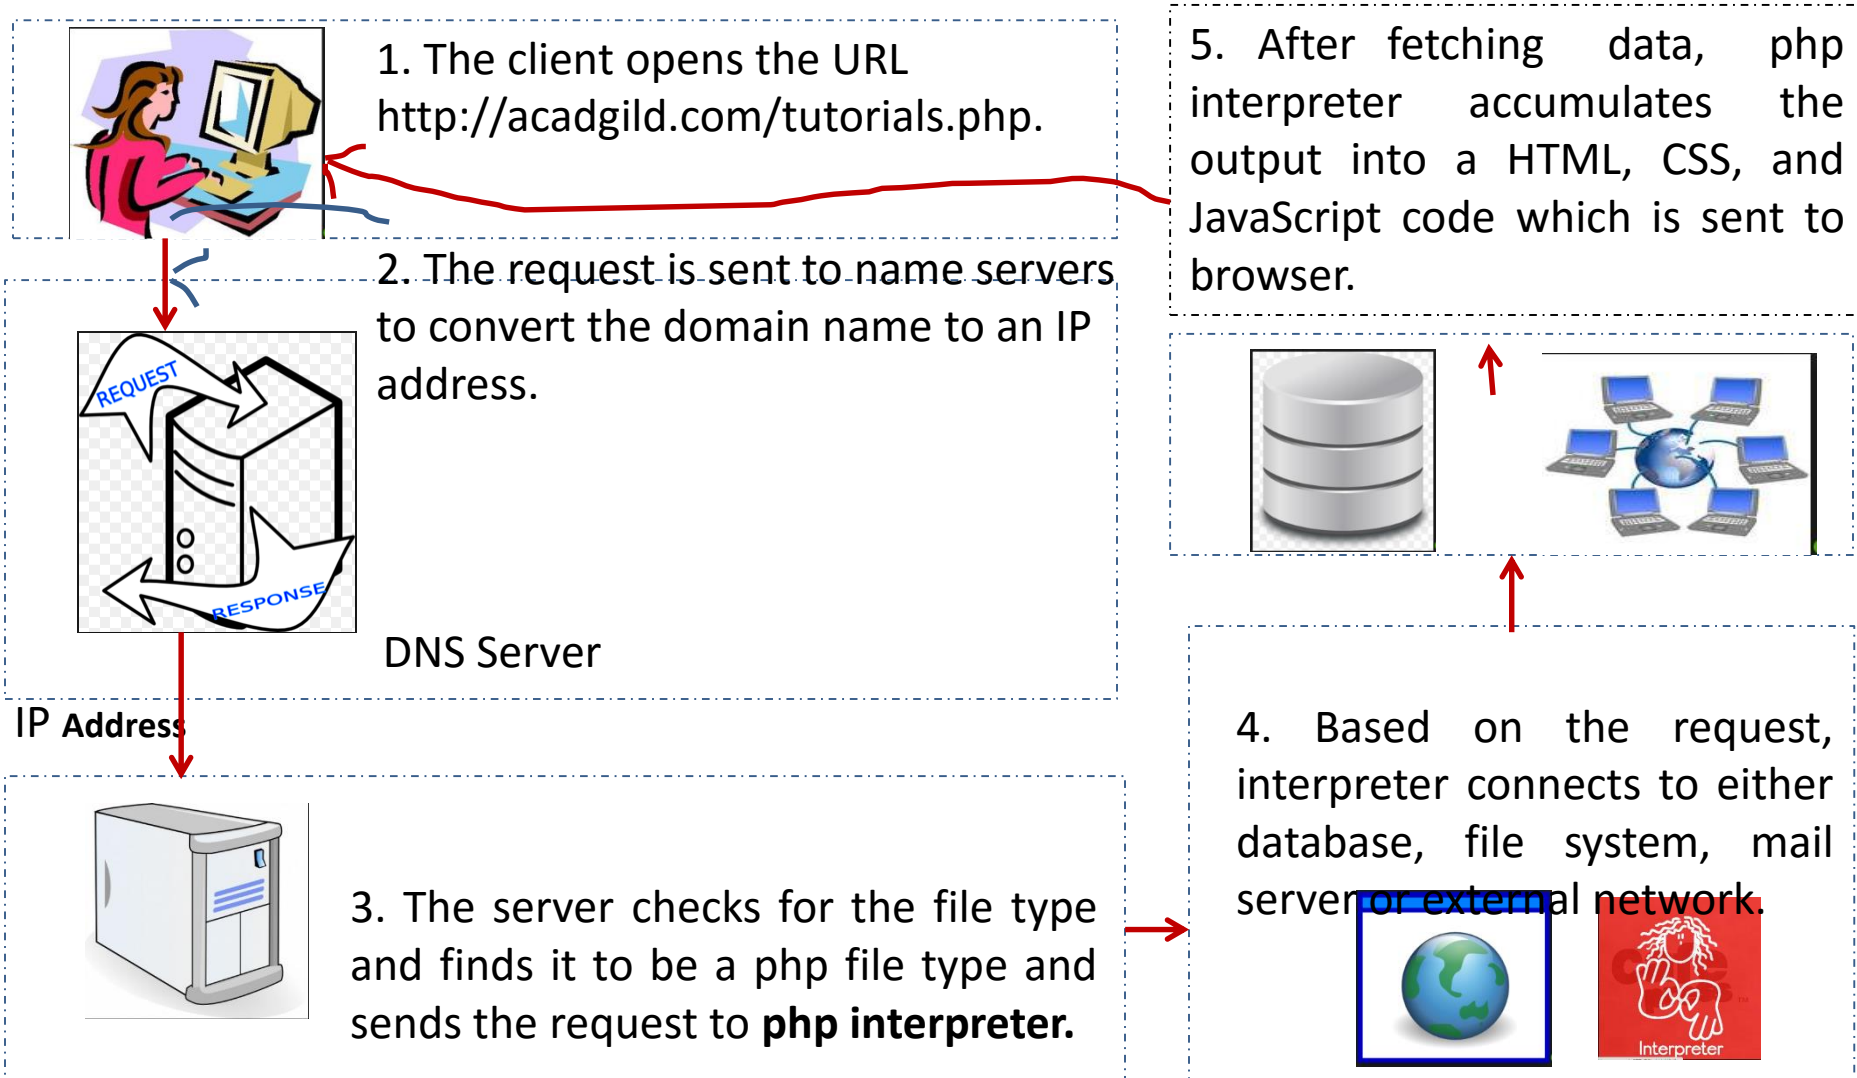 1. The client opens the URL
http://acadgild.com/tutorials.php.
2. The request is sent to name servers
to convert the domain name to an IP
address.
REQUEST
RESPONSE
DNS Server
IP Address
3. The server checks for the file type
and finds it to be a php file type and
sends the request to php interpreter.
4. Based on the request,
interpreter connects to either
database, file system, mail
server or external network.
Interpreter
5. After fetching data, php
interpreter accumulates the
output into a HTML, CSS, and
JavaScript code which is sent to
browser.